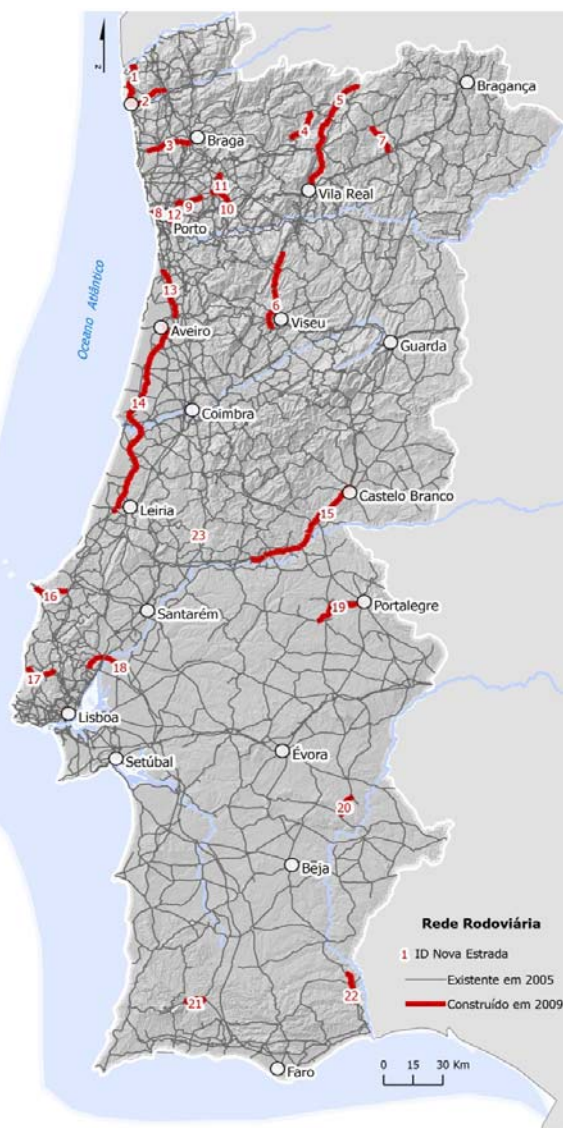 1
2
z
Bragança
5
4
7
3
Braga
11
Vila Real
8
9
12
10
Porto
Oceano Atlântico
13
6
Viseu
Aveiro
Guarda
14
Coimbra
Castelo Branco
Leiria
15
23
16
Santarém
19
Portalegre
17
18
Lisboa
Setúbal
Évora
20
Beja
Rede Rodoviária
1 ID Nova Estrada
Existente em 2005
Construído em 2009
21
22
Faro
0 15 30 Km